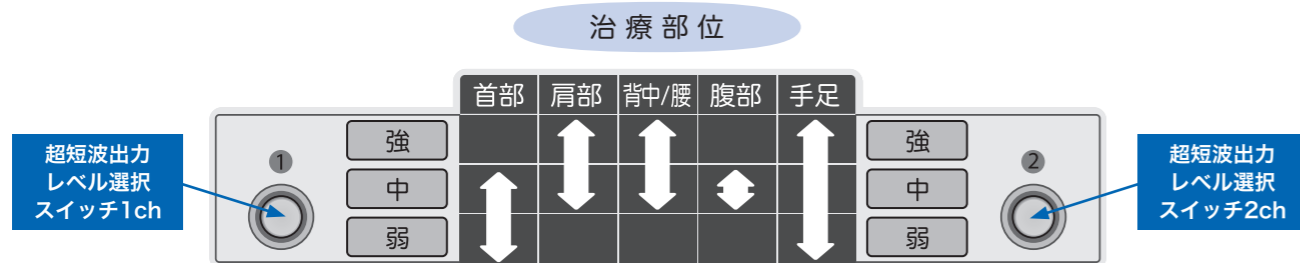 治療部位
首部 肩部 背中/腰 腹部 手足
超短波出力
レベル選択
スイッチ1ch
1
強
中
弱
強
中
弱
2
超短波出力
レベル選択
スイッチ2ch